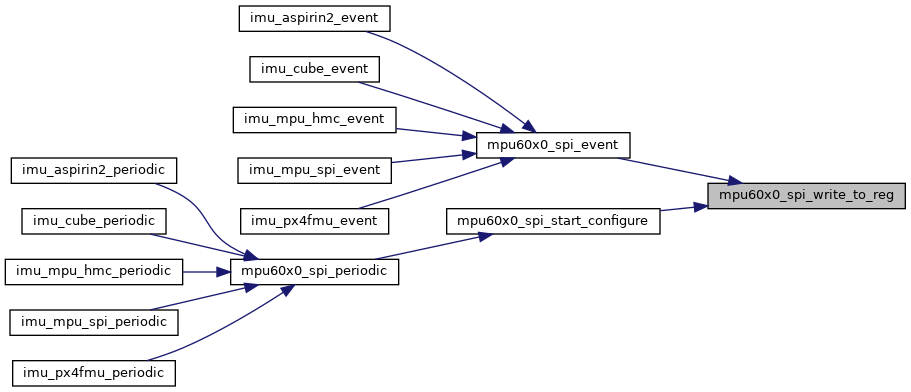 imu_aspirin2_event
imu_cube_event
imu_mpu_hmc_event
mpu60x0_spi_event
imu_mpu_spi_event
imu_aspirin2_periodic
mpu60x0_spi_write_to_reg
imu_cube_periodic
imu_px4fmu_event
mpu60x0_spi_start_configure
imu_mpu_hmc_periodic
mpu60x0_spi_periodic
imu_mpu_spi_periodic
imu_px4fmu_periodic